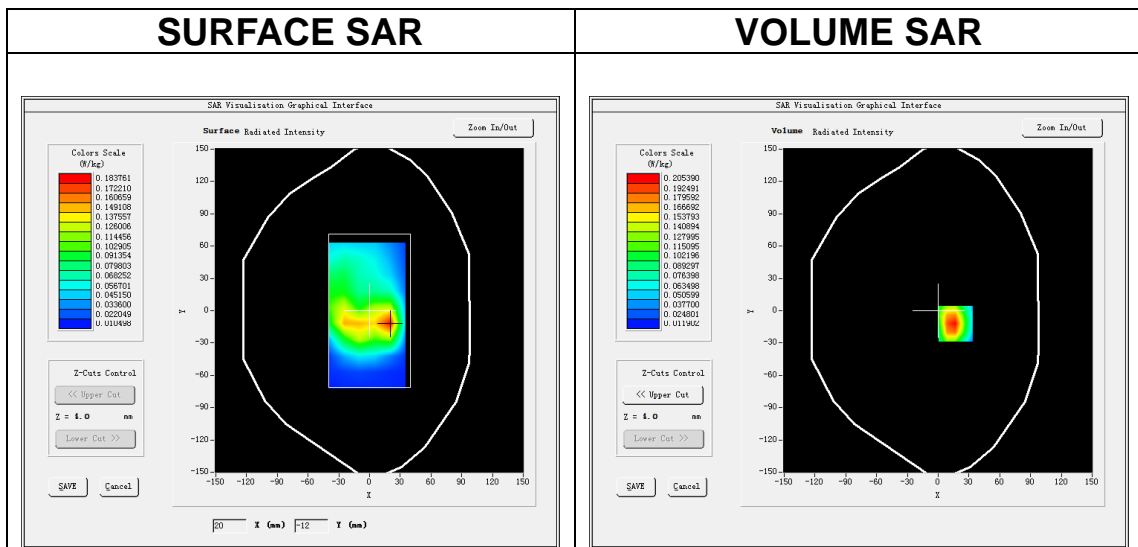 SURFACE SAR
VOLUME SAR
SAR Visualisation Graphical Interface
Surface Radiated Intensity
Zoom In/Out
Colors Scale
(W/kg)
0.183761
0.172210
0.160659
0.149108
0.137557
0.126006
0.114456
0.102905
0.091354
0.079803
0.068252
0.056701
0.045150
0.033600
0.022049
0.010498
Z-Cuts Control
<< Upper Cut
Z = 4.0 mm
Lower Cut >>
SAVE
Cancel
150
120
90
60
30
0
-30
-60
-90
-120
-150
Y
-150 -120 -90 -60 -30 0 30 60 90 120 150
X
20 X (mm) -12 Y (mm)
SAR Visualisation Graphical Interface
Volume Radiated Intensity
Zoom In/Out
Colors Scale
(W/kg)
0.205390
0.192491
0.179592
0.166692
0.153793
0.140894
0.127995
0.115095
0.102196
0.089297
0.076398
0.063498
0.050599
0.037700
0.024801
0.011902
Z-Cuts Control
<< Upper Cut
Z = 4.0 mm
Lower Cut >>
SAVE
Cancel
150
120
90
60
30
0
-30
-60
-90
-120
-150
Y
-150 -120 -90 -60 -30 0 30 60 90 120 150
X